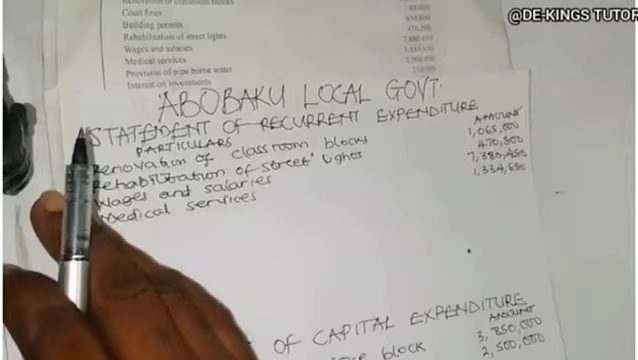 @DE-KINGS TUTOR
Court fines
Building permits
Rehabilitation of street lights
Wages and salaries
Medical services
Provision of pipe borne water
Interest on investments
ABOBAKU LOCAL GOVT.
STATEMENT OF RECURRENT EXPENDITURE
PARTICULARS AMOUNT
Renovation of classroom blocks 1,065,000
Rehabilitation of street lights 470,500
Wages and salaries 7,880,450
Medical services 1,334,650
OF CAPITAL EXPENDITURE
AMOUNT
block 3,850,000
2,500,000